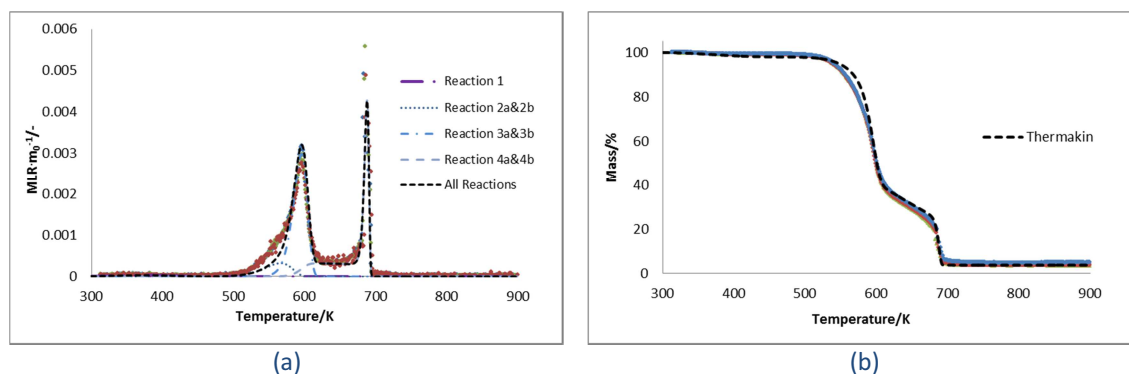 0.006
0.005
0.004
0.003
0.002
0.001
0
MLR·m₀⁻¹/-
300 400 500 600 700 800 900
Temperature/K
Reaction 1
Reaction 2a&2b
Reaction 3a&3b
Reaction 4a&4b
All Reactions
(a)
100
80
60
40
20
0
Mass/%
300 400 500 600 700 800 900
Temperature/K
Thermakin
(b)